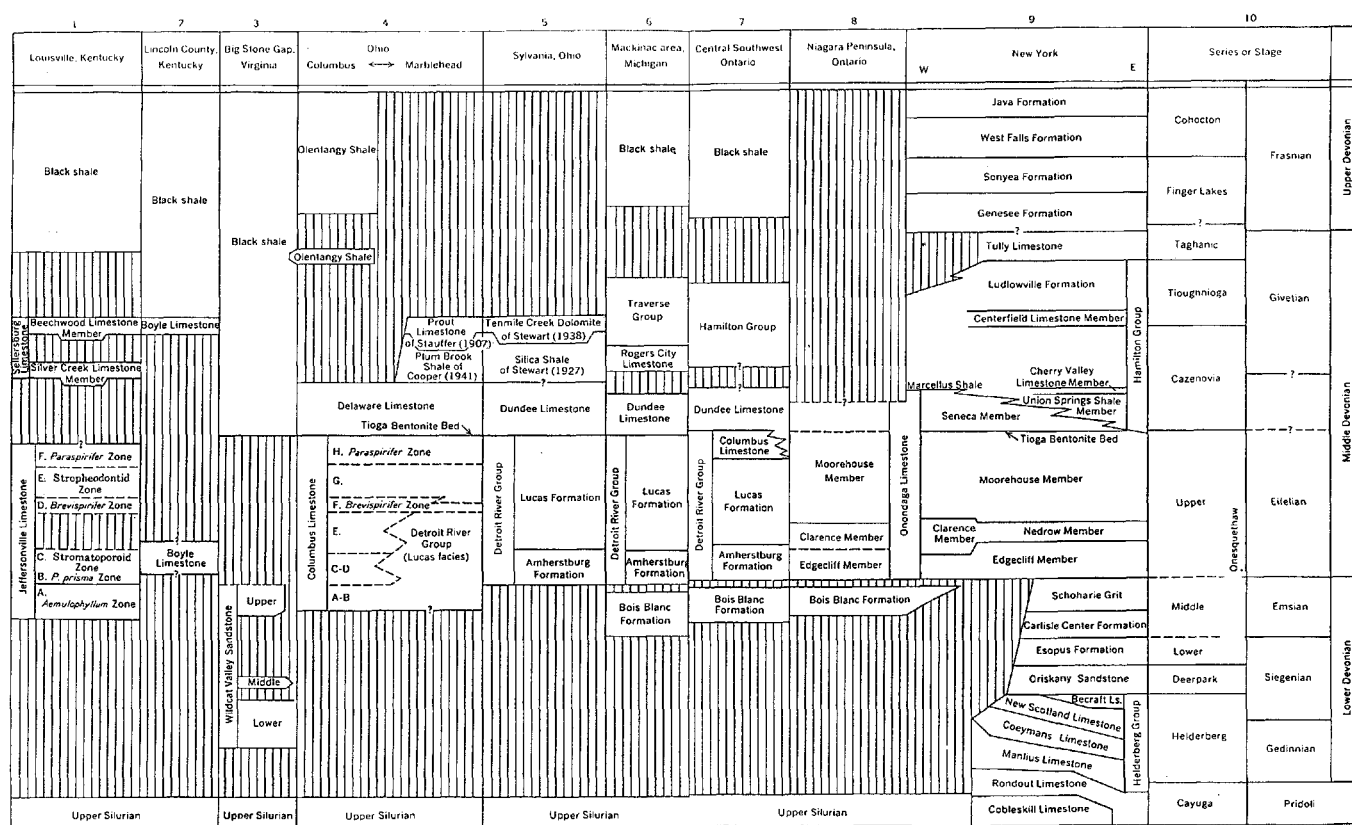 1 2 3 4 5 6 7 8 9 10
Louisville, Kentucky
Lincoln County,
Kentucky
Big Stone Gap,
Virginia
Ohio
Columbus ←→ Marblehead
Sylvania, Ohio
Mackinac area,
Michigan
Central Southwest
Ontario
Niagara Peninsula,
Ontario
W New York E
Series or Stage
Black shale
Sellersburg
Limestone
Beechwood Limestone
Member
Silver Creek Limestone
Member
?
Jeffersonville Limestone
F. Paraspirifer Zone
E. Stropheodontid
Zone
D. Brevispirifer Zone
C. Stromatoporoid
Zone
B. P. prisma Zone
A.
Aemulophyllum Zone
Upper Silurian
Black shale
Boyle Limestone
?
Boyle
Limestone
?
Black shale
Wildcat Valley Sandstone
Upper
Middle
Lower
Upper Silurian
Olentangy Shale
Olentangy Shale
Prout
Limestone
of Stauffer (1907)
Plum Brook
Shale of
Cooper (1941)
Delaware Limestone
Tioga Bentonite Bed
Columbus Limestone
H. Paraspirifer Zone
G.
F. Brevispirifer Zone
E.
C-D
A-B
Detroit River
Group
(Lucas facies)
?
Upper Silurian
Tenmile Creek Dolomite
of Stewart (1938)
Silica Shale
of Stewart (1927)
?
Dundee Limestone
Detroit River Group
Lucas Formation
Amherstburg
Formation
Upper Silurian
Black shale
Traverse
Group
Rogers City
Limestone
Dundee
Limestone
Detroit River Group
Lucas
Formation
Amherstburg
Formation
Bois Blanc
Formation
Black shale
Hamilton Group
?
?
Dundee Limestone
Detroit River Group
Columbus
Limestone
Lucas
Formation
Amherstburg
Formation
Bois Blanc
Formation
?
Moorehouse
Member
Clarence Member
Edgecliff Member
Bois Blanc Formation
Upper Silurian
Java Formation
West Falls Formation
Sonyea Formation
Genesee Formation
?
Tully Limestone
Ludlowville Formation
Centerfield Limestone Member
Hamilton Group
Cherry Valley
Limestone Member
Marcellus Shale
Union Springs Shale
Member
Seneca Member
Tioga Bentonite Bed
Onondaga Limestone
Moorehouse Member
Clarence
Member
Nedrow Member
Edgecliff Member
Schoharie Grit
Carlisle Center Formation
Esopus Formation
Oriskany Sandstone
Becraft Ls.
New Scotland Limestone
Coeymans Limestone
Manlius Limestone
Rondout Limestone
Helderberg Group
Cobleskill Limestone
Cohocton
Finger Lakes
?
Taghanic
Tioughnioga
Cazenovia
Upper
Onesquethaw
Middle
Lower
Deerpark
Helderberg
Cayuga
Frasnian
Givetian
?
?
Eifelian
Emsian
Siegenian
Gedinnian
Pridoli
Upper Devonian
Middle Devonian
Lower Devonian